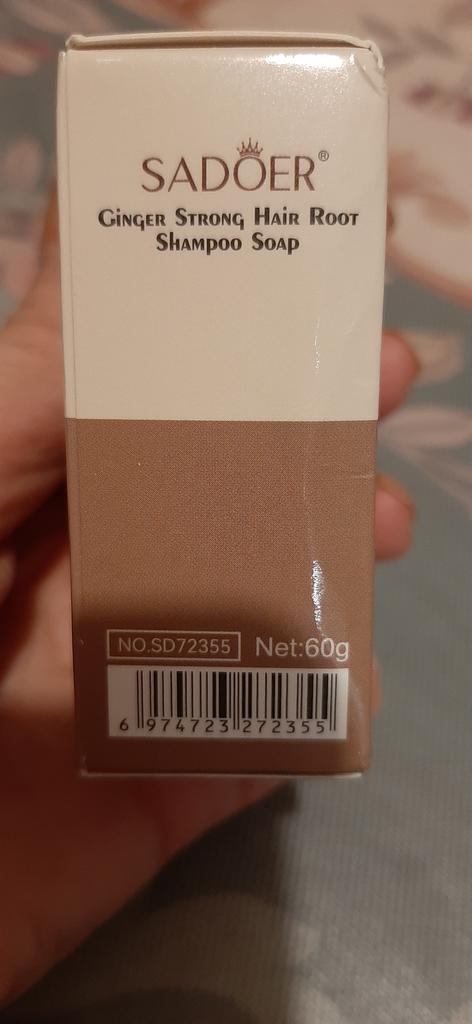 SADOER®
Ginger Strong Hair Root
Shampoo Soap
NO.SD72355 Net:60g
6 974723 272355